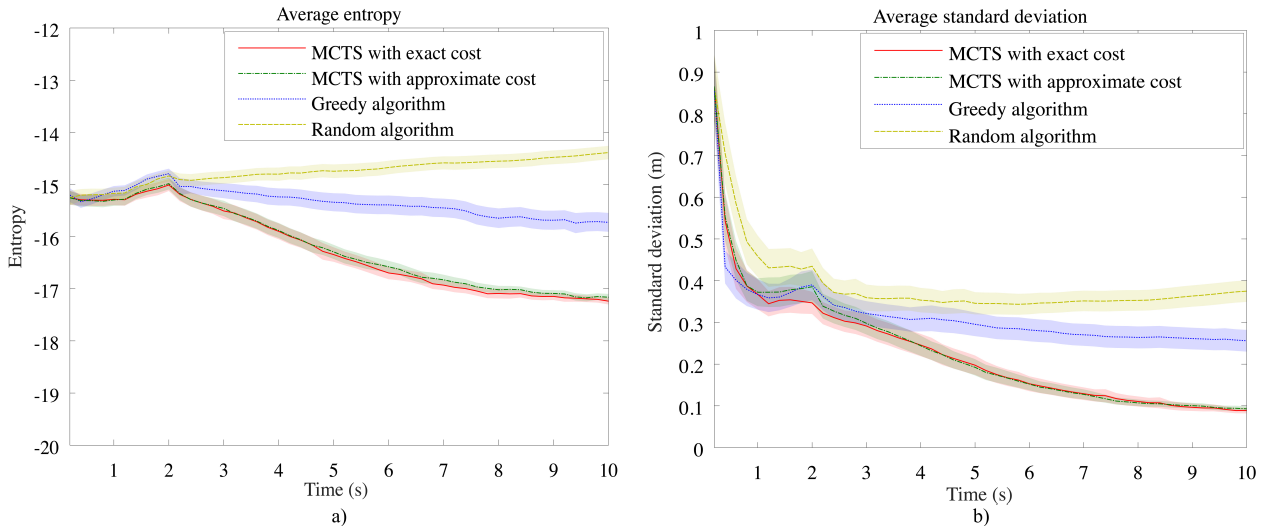 Average entropy
-12
-13
-14
-15
-16
-17
-18
-19
-20
Entropy
MCTS with exact cost
MCTS with approximate cost
Greedy algorithm
Random algorithm
1 2 3 4 5 6 7 8 9 10
Time (s)
a)
Average standard deviation
1
0.9
0.8
0.7
0.6
0.5
0.4
0.3
0.2
0.1
0
Standard deviation (m)
MCTS with exact cost
MCTS with approximate cost
Greedy algorithm
Random algorithm
1 2 3 4 5 6 7 8 9 10
Time (s)
b)